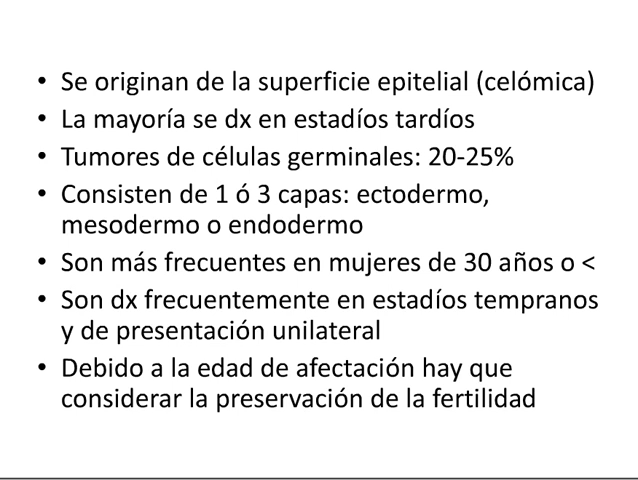 • Se originan de la superficie epitelial (celómica)
• La mayoría se dx en estadíos tardíos
• Tumores de células germinales: 20-25%
• Consisten de 1 ó 3 capas: ectodermo,
mesodermo o endodermo
• Son más frecuentes en mujeres de 30 años o <
• Son dx frecuentemente en estadíos tempranos
y de presentación unilateral
• Debido a la edad de afectación hay que
considerar la preservación de la fertilidad